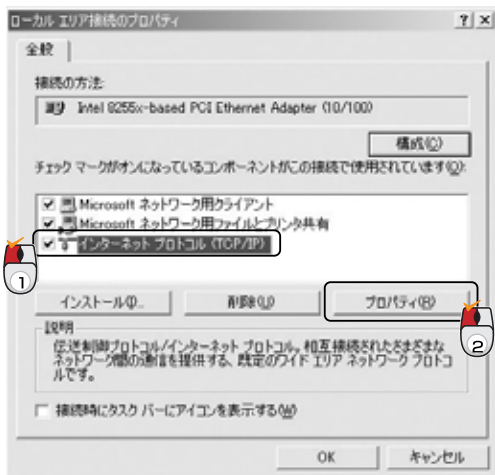 ローカル エリア接続のプロパティ
? ×
全般
接続の方法:
Intel 8255x-based PCI Ethernet Adapter (10/100)
構成(C)
チェック マークがオンになっているコンポーネントがこの接続で使用されています(O):
Microsoft ネットワーク用クライアント
Microsoft ネットワーク用ファイルとプリンタ共有
インターネット プロトコル (TCP/IP)
1
インストール(I)...
削除(U)
プロパティ(R)
2
説明
伝送制御プロトコル/インターネット プロトコル。相互接続されたさまざまな
ネットワーク間の通信を提供する、既定のワイド エリア ネットワーク プロトコ
ルです。
接続時にタスク バーにアイコンを表示する(W)
OK
キャンセル